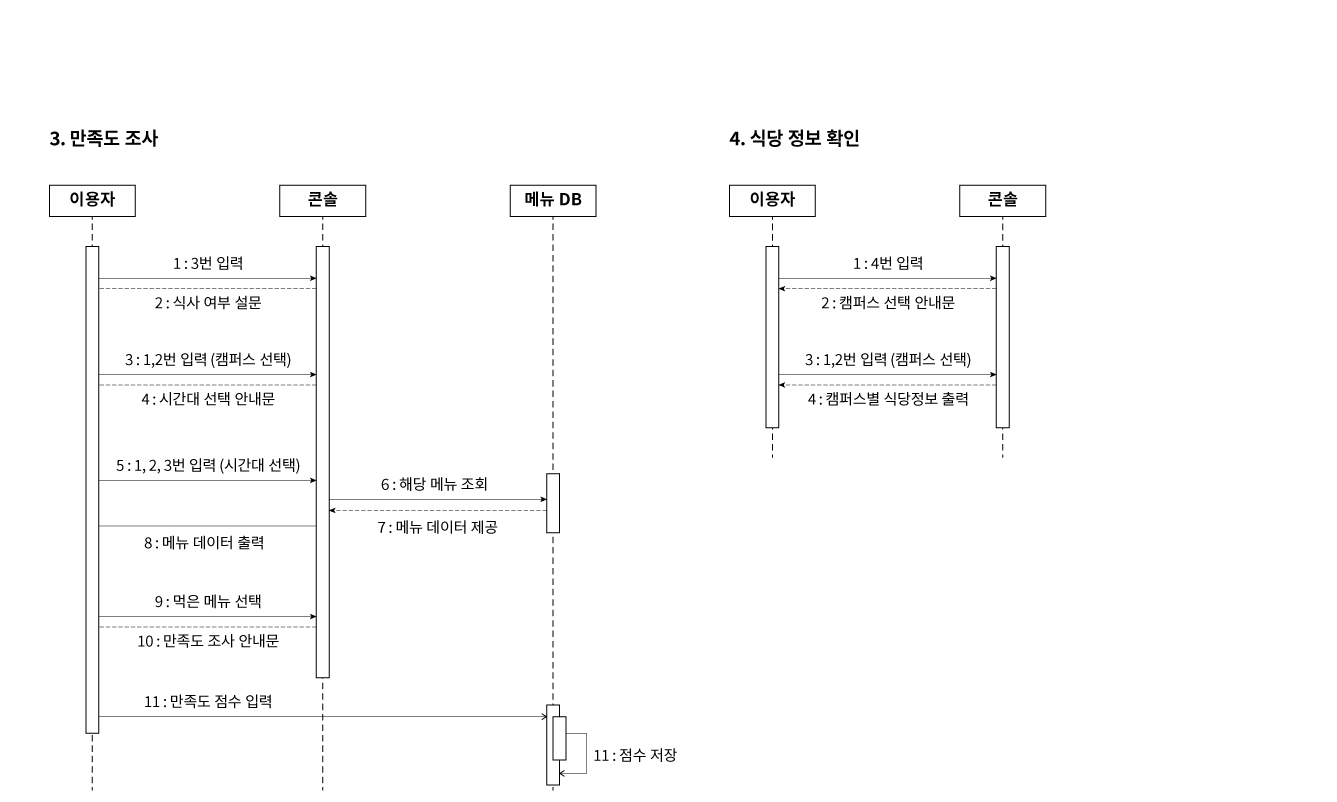 3. 만족도 조사
이용자
콘솔
메뉴 DB
1 : 3번 입력
2 : 식사 여부 설문
3 : 1,2번 입력 (캠퍼스 선택)
4 : 시간대 선택 안내문
5 : 1, 2, 3번 입력 (시간대 선택)
6 : 해당 메뉴 조회
7 : 메뉴 데이터 제공
8 : 메뉴 데이터 출력
9 : 먹은 메뉴 선택
10 : 만족도 조사 안내문
11 : 만족도 점수 입력
11 : 점수 저장
4. 식당 정보 확인
이용자
콘솔
1 : 4번 입력
2 : 캠퍼스 선택 안내문
3 : 1,2번 입력 (캠퍼스 선택)
4 : 캠퍼스별 식당정보 출력